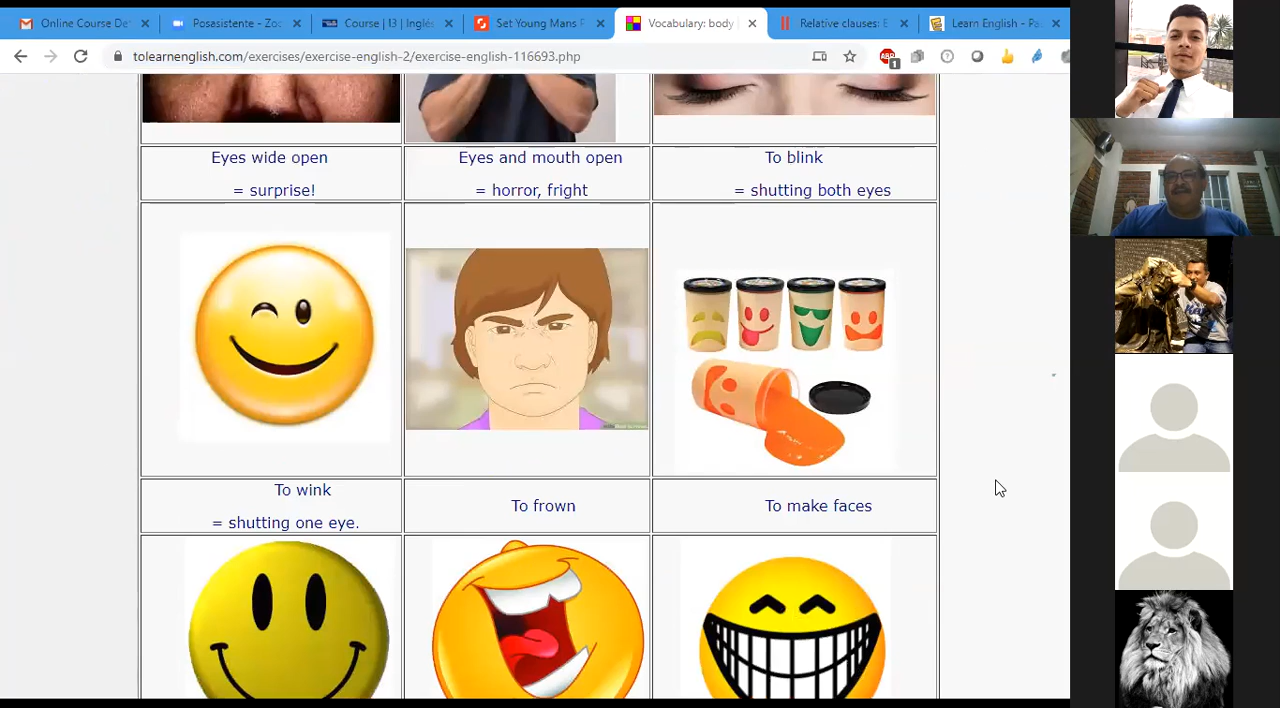 Online Course De
Posasistente - Zoo
Course | I3 | Inglés
Set Young Mans F
Vocabulary: body
Relative clauses: E
Learn English - Pa
tolearnenglish.com/exercises/exercise-english-2/exercise-english-116693.php
Eyes wide open
= surprise!
Eyes and mouth open
= horror, fright
To blink
= shutting both eyes
To wink
= shutting one eye.
To frown
To make faces